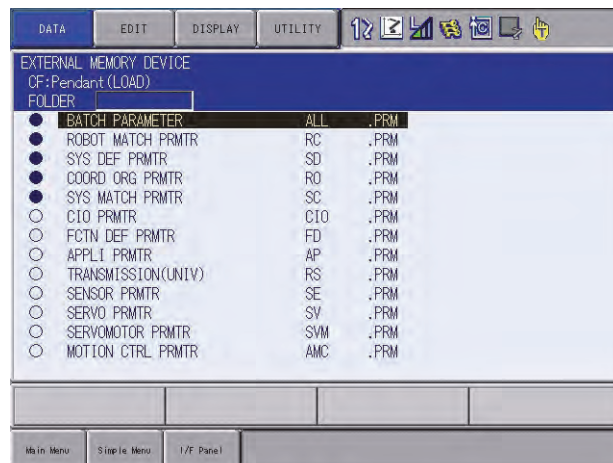 DATA EDIT DISPLAY UTILITY
EXTERNAL MEMORY DEVICE
CF:Pendant(LOAD)
FOLDER
BATCH PARAMETER ALL .PRM
ROBOT MATCH PRMTR RC .PRM
SYS DEF PRMTR SD .PRM
COORD ORG PRMTR RO .PRM
SYS MATCH PRMTR SC .PRM
CIO PRMTR CIO .PRM
FCTN DEF PRMTR FD .PRM
APPLI PRMTR AP .PRM
TRANSMISSION(UNIV) RS .PRM
SENSOR PRMTR SE .PRM
SERVO PRMTR SV .PRM
SERVOMOTOR PRMTR SVM .PRM
MOTION CTRL PRMTR AMC .PRM
Main Menu Simple Menu I/F Panel